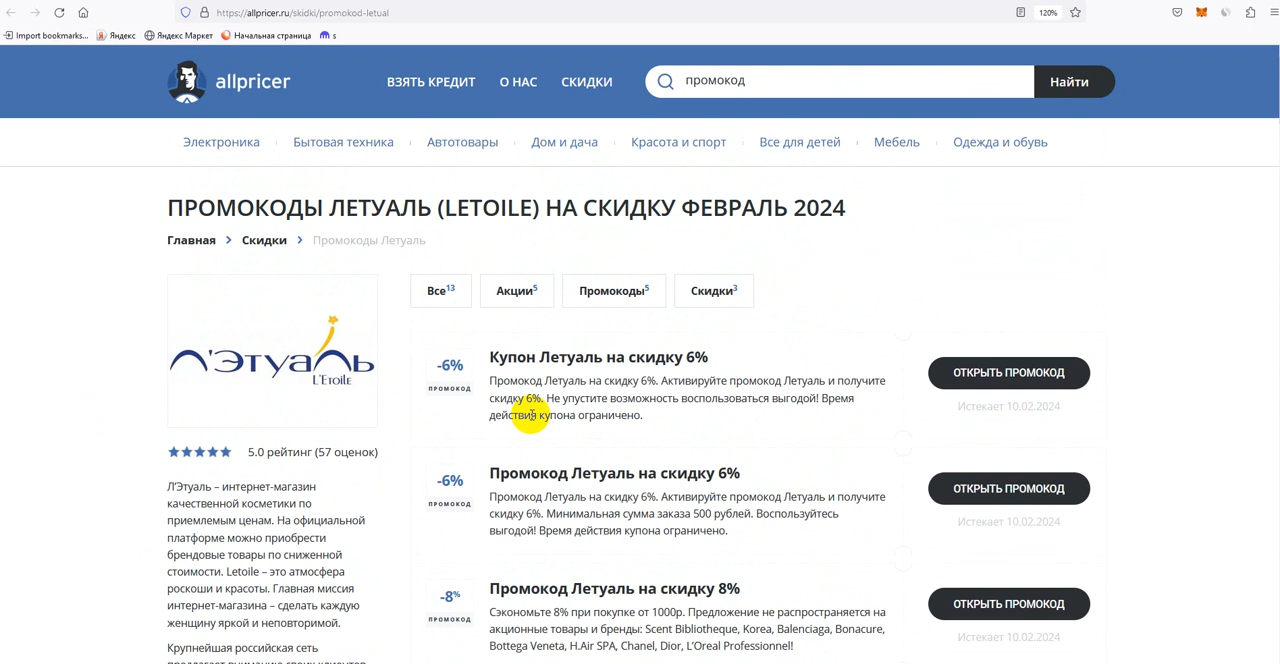 https://allpricer.ru/skidki/promokod-letual
120%
Import bookmarks...
Яндекс
Яндекс Маркет
Начальная страница
s
allpricer
ВЗЯТЬ КРЕДИТ
О НАС
СКИДКИ
промокод
Найти
Электроника
Бытовая техника
Автотовары
Дом и дача
Красота и спорт
Все для детей
Мебель
Одежда и обувь
ПРОМОКОДЫ ЛЕТУАЛЬ (LETOILE) НА СКИДКУ ФЕВРАЛЬ 2024
Главная > Скидки > Промокоды Летуаль
Л'Этуаль
L'Etoile
5.0 рейтинг (57 оценок)
Л'Этуаль – интернет-магазин
качественной косметики по
приемлемым ценам. На официальной
платформе можно приобрести
брендовые товары по сниженной
стоимости. Letoile – это атмосфера
роскоши и красоты. Главная миссия
интернет-магазина – сделать каждую
женщину яркой и неповторимой.
Крупнейшая российская сеть
предлагает вниманию своих клиентов
Все13
Акции5
Промокоды5
Скидки3
-6%
ПРОМОКОД
Купон Летуаль на скидку 6%
Промокод Летуаль на скидку 6%. Активируйте промокод Летуаль и получите
скидку 6%. Не упустите возможность воспользоваться выгодой! Время
действия купона ограничено.
ОТКРЫТЬ ПРОМОКОД
Истекает 10.02.2024
-6%
ПРОМОКОД
Промокод Летуаль на скидку 6%
Промокод Летуаль на скидку 6%. Активируйте промокод Летуаль и получите
скидку 6%. Минимальная сумма заказа 500 рублей. Воспользуйтесь
выгодой! Время действия купона ограничено.
ОТКРЫТЬ ПРОМОКОД
Истекает 10.02.2024
-8%
ПРОМОКОД
Промокод Летуаль на скидку 8%
Сэкономьте 8% при покупке от 1000р. Предложение не распространяется на
акционные товары и бренды: Scent Bibliotheque, Korea, Balenciaga, Bonacure,
Bottega Veneta, H.Air SPA, Chanel, Dior, L'Oreal Professionnel!
ОТКРЫТЬ ПРОМОКОД
Истекает 10.02.2024